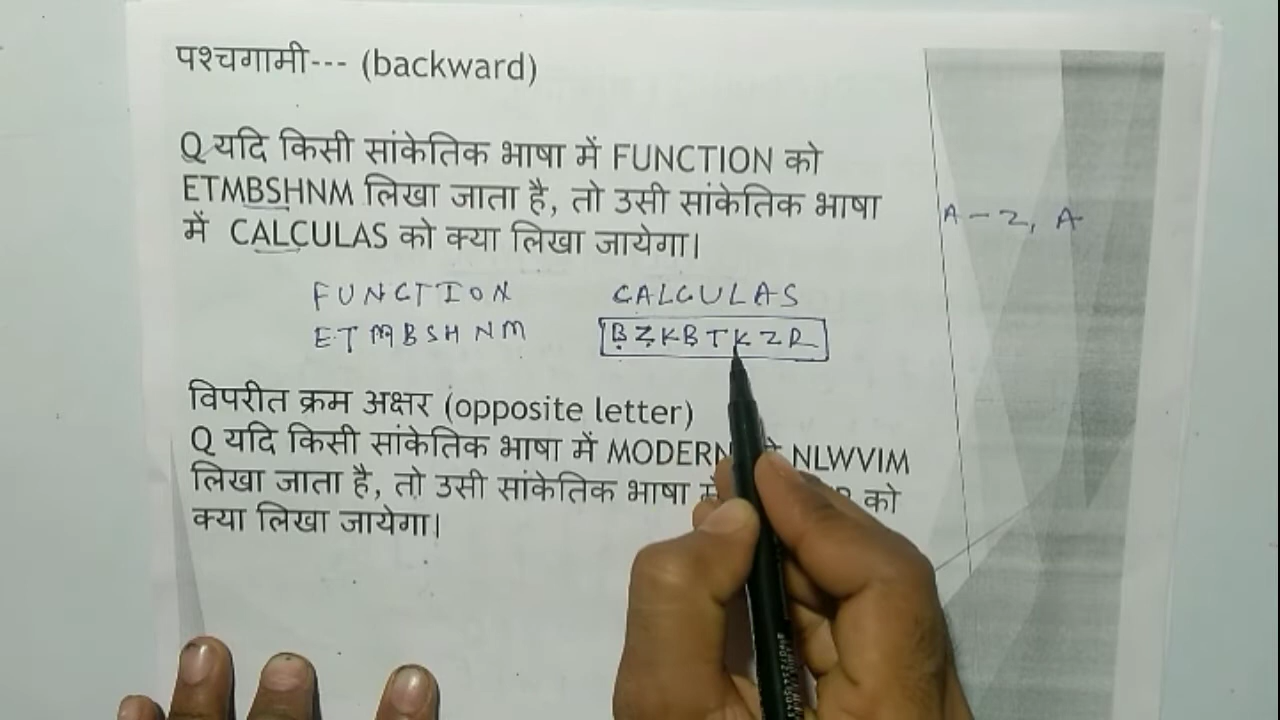 पश्चगामी--- (backward)
Q यदि किसी सांकेतिक भाषा में FUNCTION को
ETMBSHNM लिखा जाता है, तो उसी सांकेतिक भाषा
में CALCULAS को क्या लिखा जायेगा।
A - Z, A
FUNCTION CALCULAS
ETMBSHNM BZKBTKZR
विपरीत क्रम अक्षर (opposite letter)
Q यदि किसी सांकेतिक भाषा में MODERN NLWVIM
लिखा जाता है, तो उसी सांकेतिक भाषा को
क्या लिखा जायेगा।